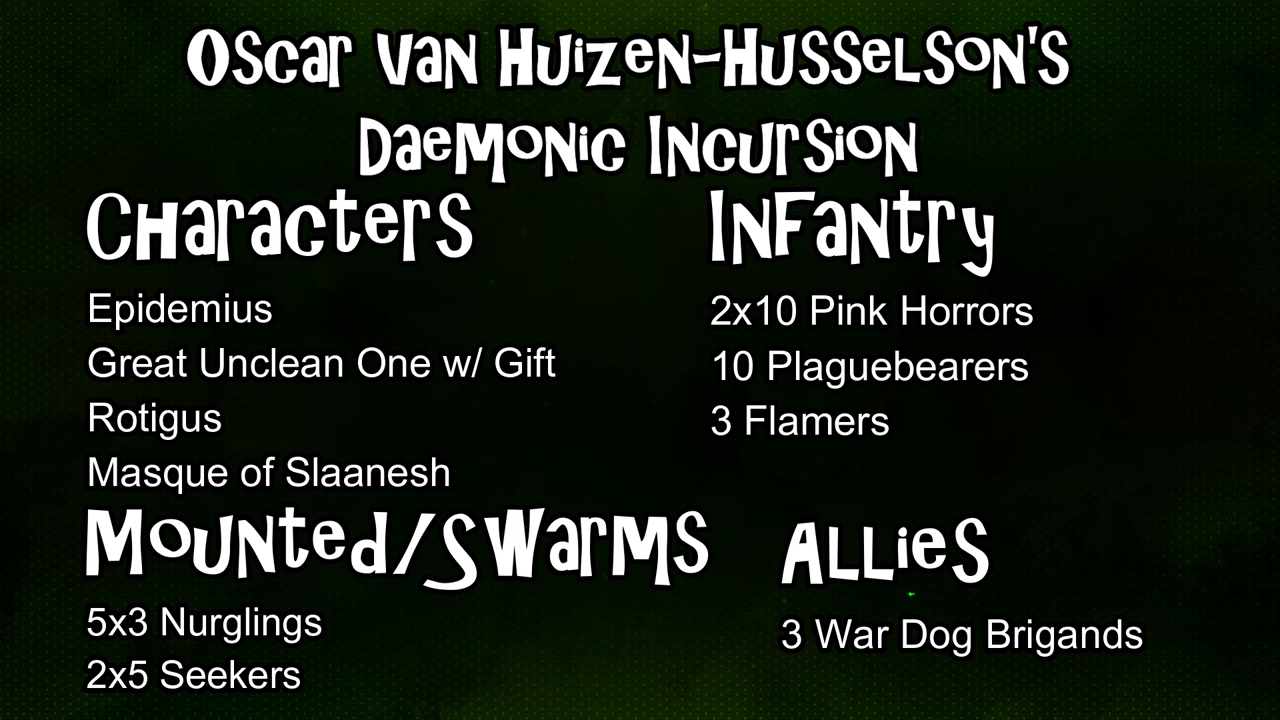 Oscar Van Huizen-Husselson's
Daemonic Incursion
Characters
Epidemius
Great Unclean One w/ Gift
Rotigus
Masque of Slaanesh
Infantry
2x10 Pink Horrors
10 Plaguebearers
3 Flamers
Mounted/Swarms
5x3 Nurglings
2x5 Seekers
Allies
3 War Dog Brigands